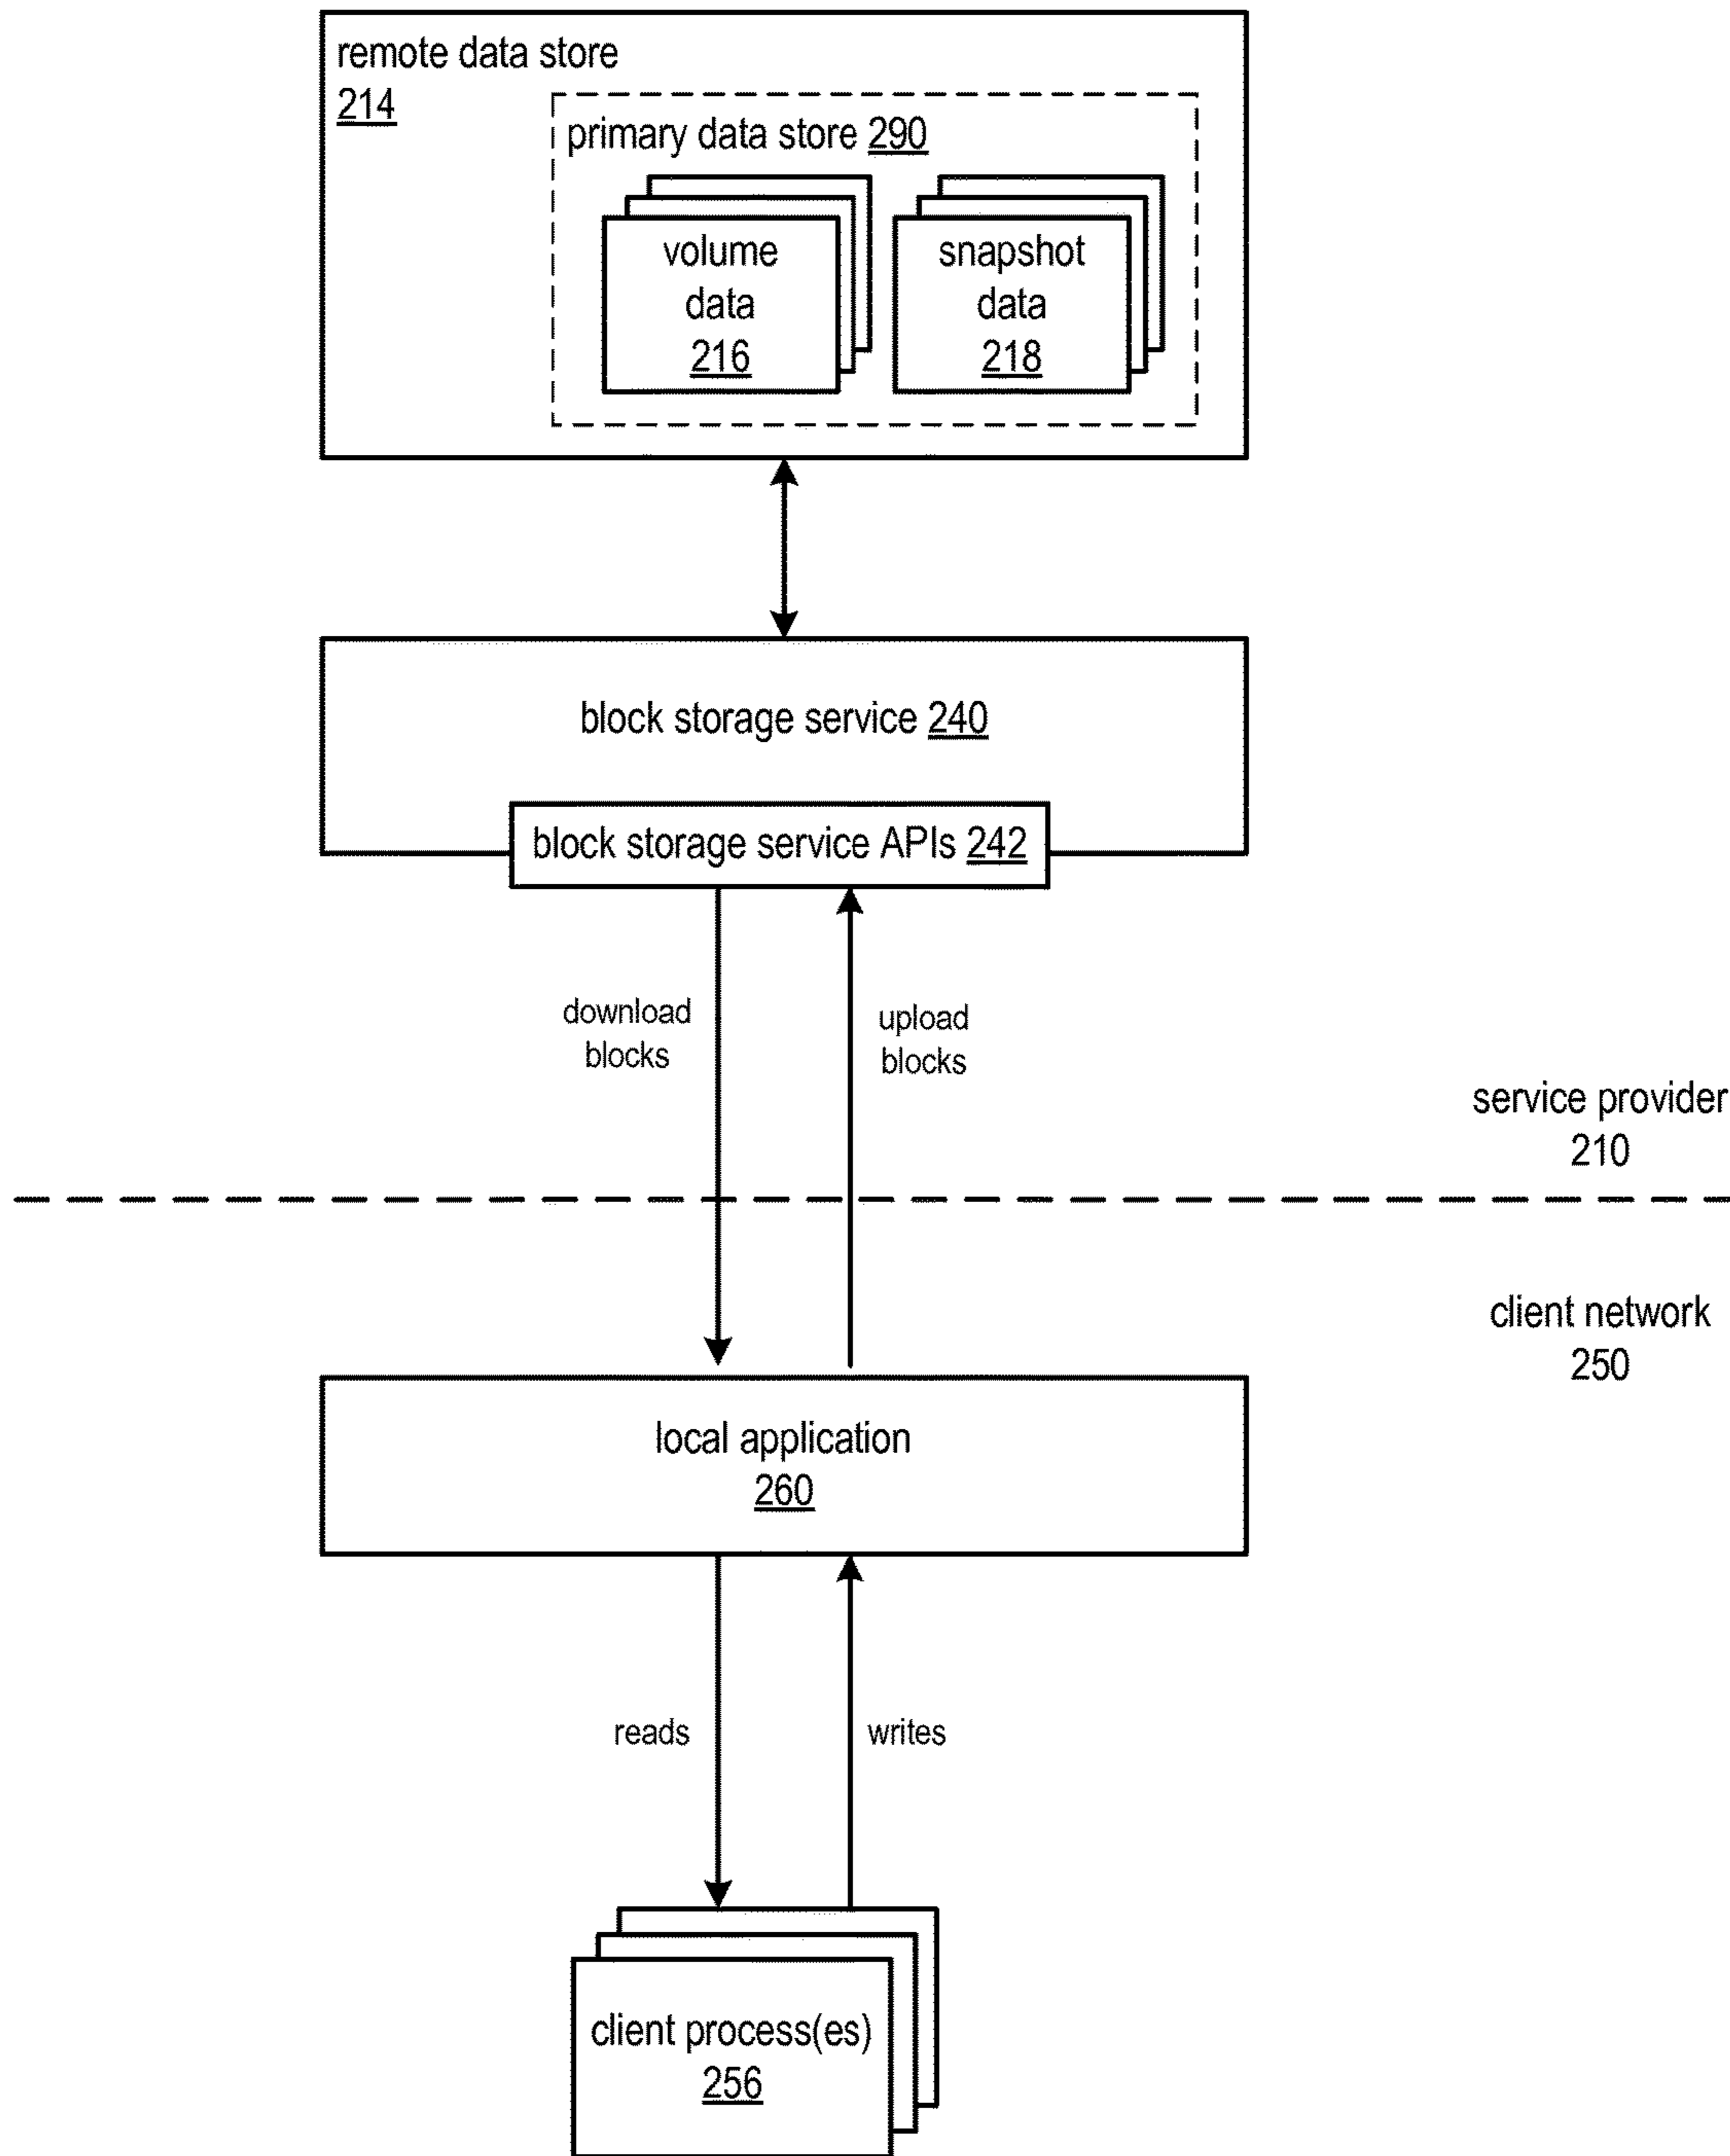 remote data store
214
primary data store 290
volume
data
216
snapshot
data
218
block storage service 240
block storage service APIs 242
download
blocks
upload
blocks
service provider
210
client network
250
local application
260
reads
writes
client process(es)
256